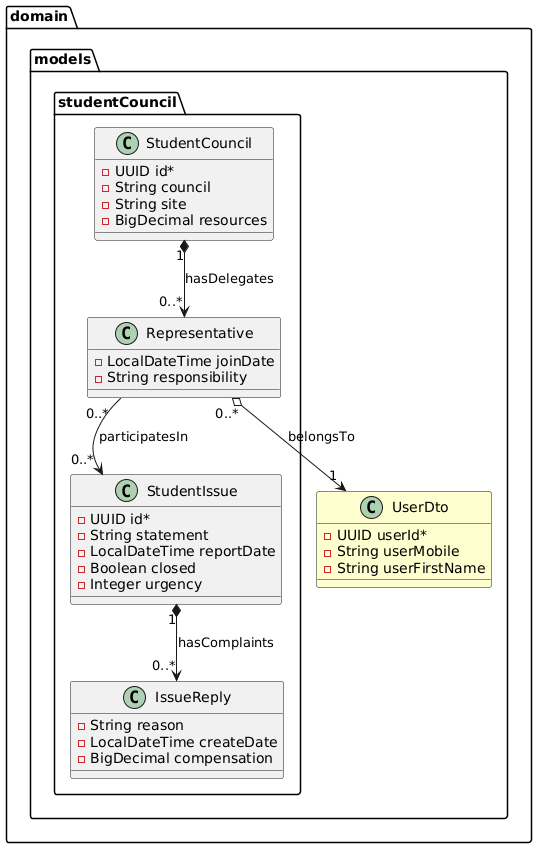 domain
models
studentCouncil
C StudentCouncil
UUID id*
String council
String site
BigDecimal resources
1
hasDelegates
0..*
C Representative
LocalDateTime joinDate
String responsibility
0..*
0..*
participatesIn
belongsTo
0..*
1
C StudentIssue
UUID id*
String statement
LocalDateTime reportDate
Boolean closed
Integer urgency
C UserDto
UUID userId*
String userMobile
String userFirstName
1
hasComplaints
0..*
C IssueReply
String reason
LocalDateTime createDate
BigDecimal compensation